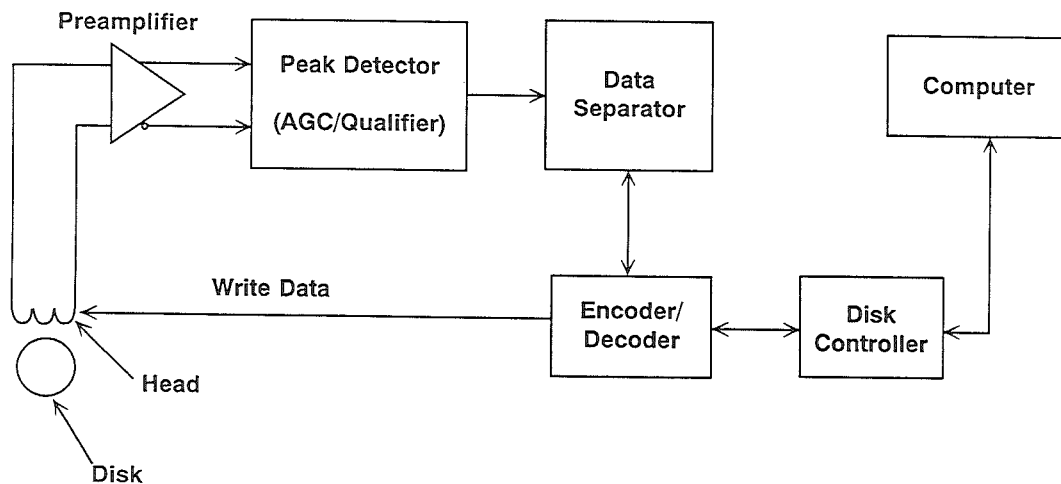 Preamplifier
Peak Detector
(AGC/Qualifier)
Data
Separator
Computer
Write Data
Encoder/
Decoder
Disk
Controller
Head
Disk